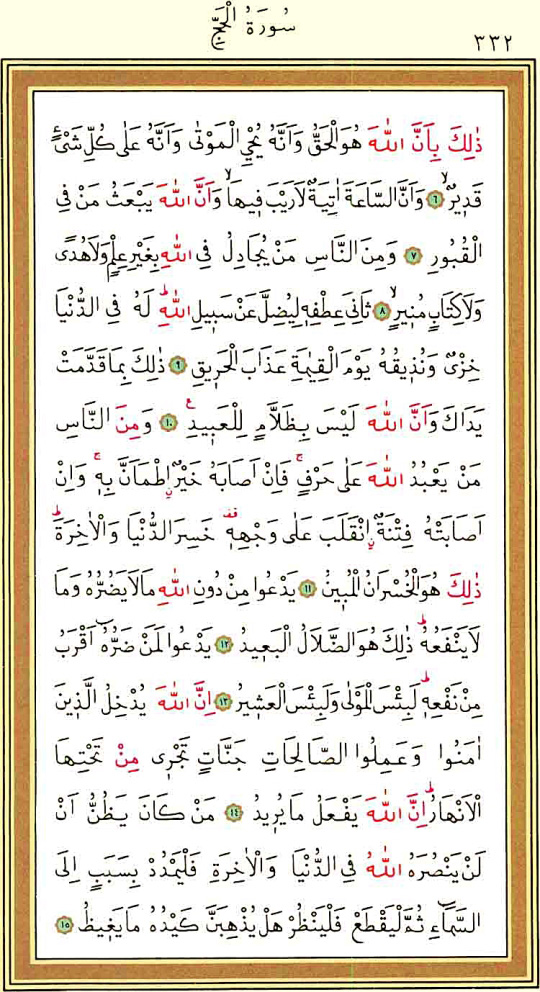 سُورَةُ الْحَجِّ
٣٣٢
ذٰلِكَ بِاَنَّ اللّٰهَ هُوَ الْحَقُّ وَاَنَّهُ يُحْيِ الْمَوْتٰى وَاَنَّهُ عَلٰى كُلِّ شَىْءٍ
قَد۪يرٌۙ ﴿٦﴾ وَاَنَّ السَّاعَةَ اٰتِيَةٌ لَارَيْبَ ف۪يهَاۙ وَاَنَّ اللّٰهَ يَبْعَثُ مَنْ فِى
الْقُبُورِ ﴿٧﴾ وَمِنَ النَّاسِ مَنْ يُجَادِلُ فِى اللّٰهِ بِغَيْرِ عِلْمٍ وَلَا هُدًى
وَلَا كِتَابٍ مُن۪يرٍۙ ﴿٨﴾ ثَانِىَ عِطْفِه۪ لِيُضِلَّ عَنْ سَب۪يلِ اللّٰهِۜ لَهُ فِى الدُّنْيَا
خِزْىٌ وَنُذ۪يقُهُ يَوْمَ الْقِيٰمَةِ عَذَابَ الْحَر۪يقِ ﴿٩﴾ ذٰلِكَ بِمَا قَدَّمَتْ
يَدَاكَ وَاَنَّ اللّٰهَ لَيْسَ بِظَلَّامٍ لِلْعَب۪يدِ۟ ﴿١٠﴾ وَمِنَ النَّاسِ
مَنْ يَعْبُدُ اللّٰهَ عَلٰى حَرْفٍۚ فَاِنْ اَصَابَهُ خَيْرٌۨ اِطْمَاَنَّ بِه۪ۚ وَاِنْ
اَصَابَتْهُ فِتْنَةٌۨ اِنْقَلَبَ عَلٰى وَجْهِه۪۠ خَسِرَ الدُّنْيَا وَالْاٰخِرَةَۜ
ذٰلِكَ هُوَ الْخُسْرَانُ الْمُب۪ينُ ﴿١١﴾ يَدْعُوا مِنْ دُونِ اللّٰهِ مَا لَا يَضُرُّهُ وَمَا
لَا يَنْفَعُهُۜ ذٰلِكَ هُوَ الضَّلَالُ الْبَع۪يدُ ﴿١٢﴾ يَدْعُوا لَمَنْ ضَرُّهُٓ اَقْرَبُ
مِنْ نَفْعِه۪ۜ لَبِئْسَ الْمَوْلٰى وَلَبِئْسَ الْعَش۪يرُ ﴿١٣﴾ اِنَّ اللّٰهَ يُدْخِلُ الَّذ۪ينَ
اٰمَنُوا وَعَمِلُوا الصَّالِحَاتِ جَنَّاتٍ تَجْر۪ى مِنْ تَحْتِهَا
الْاَنْهَارُۜ اِنَّ اللّٰهَ يَفْعَلُ مَا يُر۪يدُ ﴿١٤﴾ مَنْ كَانَ يَظُنُّ اَنْ
لَنْ يَنْصُرَهُ اللّٰهُ فِى الدُّنْيَا وَالْاٰخِرَةِ فَلْيَمْدُدْ بِسَبَبٍ اِلَى
السَّمَٓاءِ ثُمَّ لْيَقْطَعْ فَلْيَنْظُرْ هَلْ يُذْهِبَنَّ كَيْدُهُ مَا يَغ۪يظُ ﴿١٥﴾